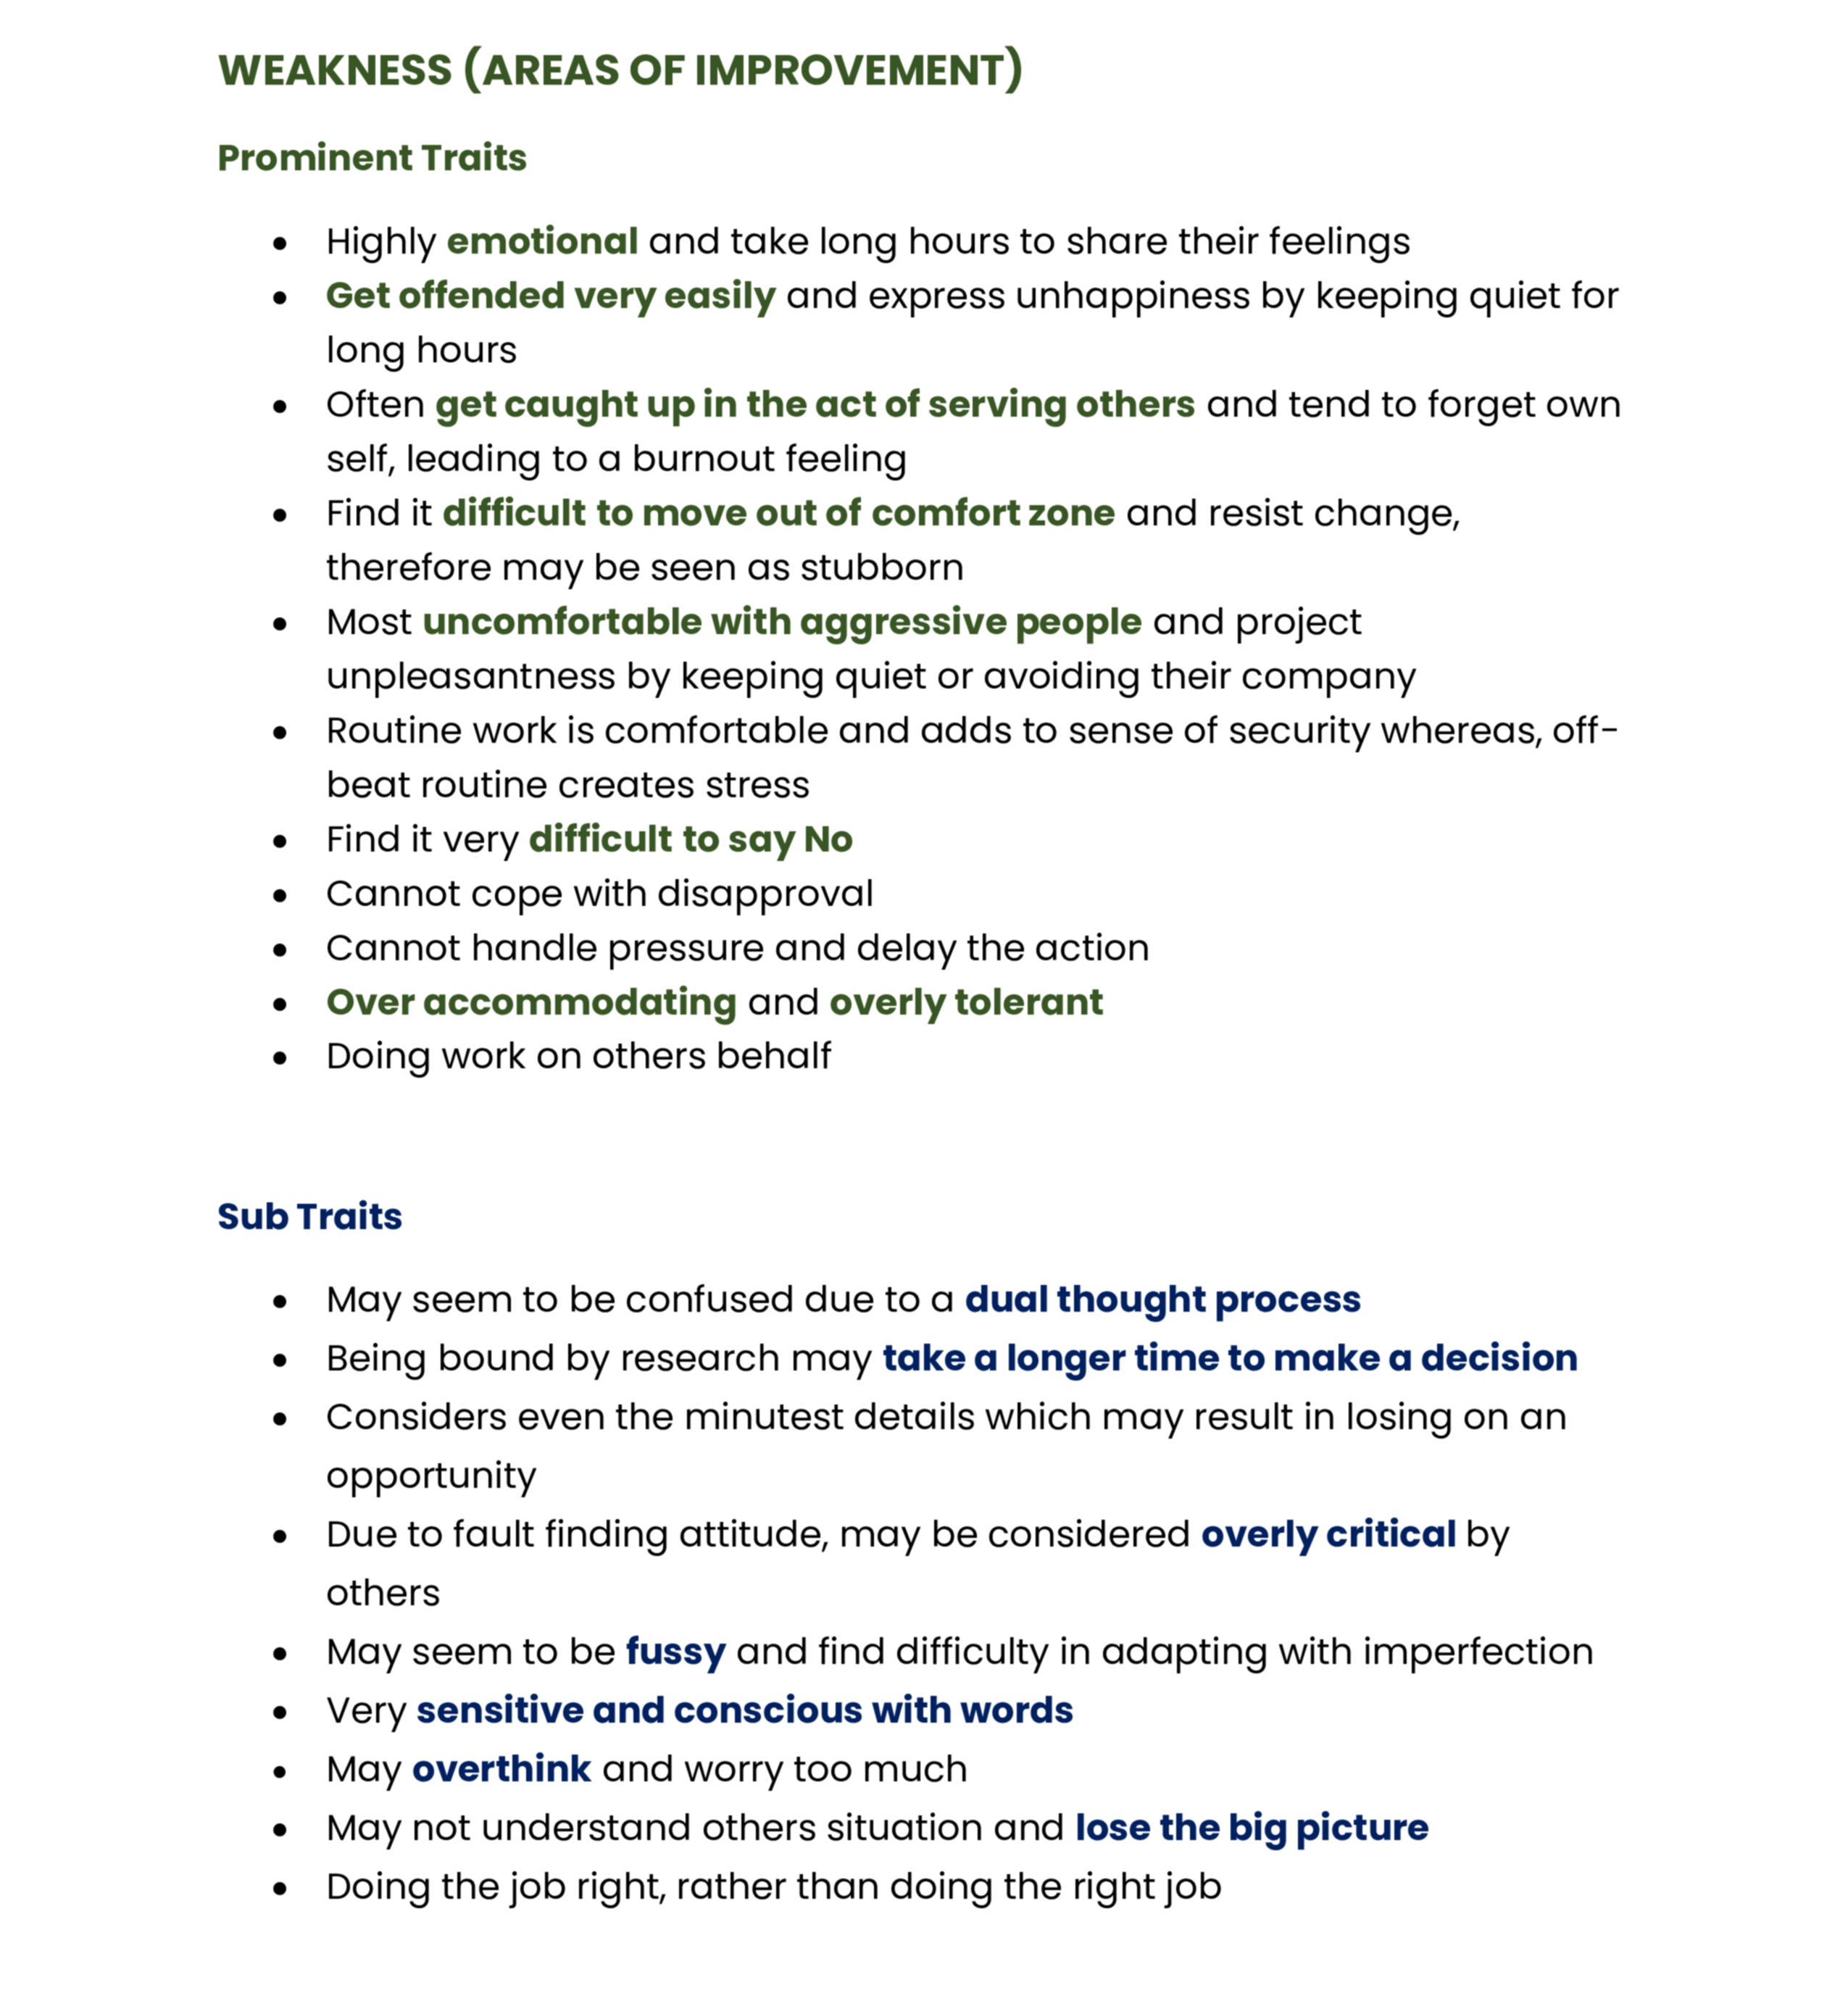 WEAKNESS (AREAS OF IMPROVEMENT)
Prominent Traits
• Highly emotional and take long hours to share their feelings
• Get offended very easily and express unhappiness by keeping quiet for
long hours
• Often get caught up in the act of serving others and tend to forget own
self, leading to a burnout feeling
• Find it difficult to move out of comfort zone and resist change,
therefore may be seen as stubborn
• Most uncomfortable with aggressive people and project
unpleasantness by keeping quiet or avoiding their company
• Routine work is comfortable and adds to sense of security whereas, off-
beat routine creates stress
• Find it very difficult to say No
• Cannot cope with disapproval
• Cannot handle pressure and delay the action
• Over accommodating and overly tolerant
• Doing work on others behalf
Sub Traits
• May seem to be confused due to a dual thought process
• Being bound by research may take a longer time to make a decision
• Considers even the minutest details which may result in losing on an
opportunity
• Due to fault finding attitude, may be considered overly critical by
others
• May seem to be fussy and find difficulty in adapting with imperfection
• Very sensitive and conscious with words
• May overthink and worry too much
• May not understand others situation and lose the big picture
• Doing the job right, rather than doing the right job